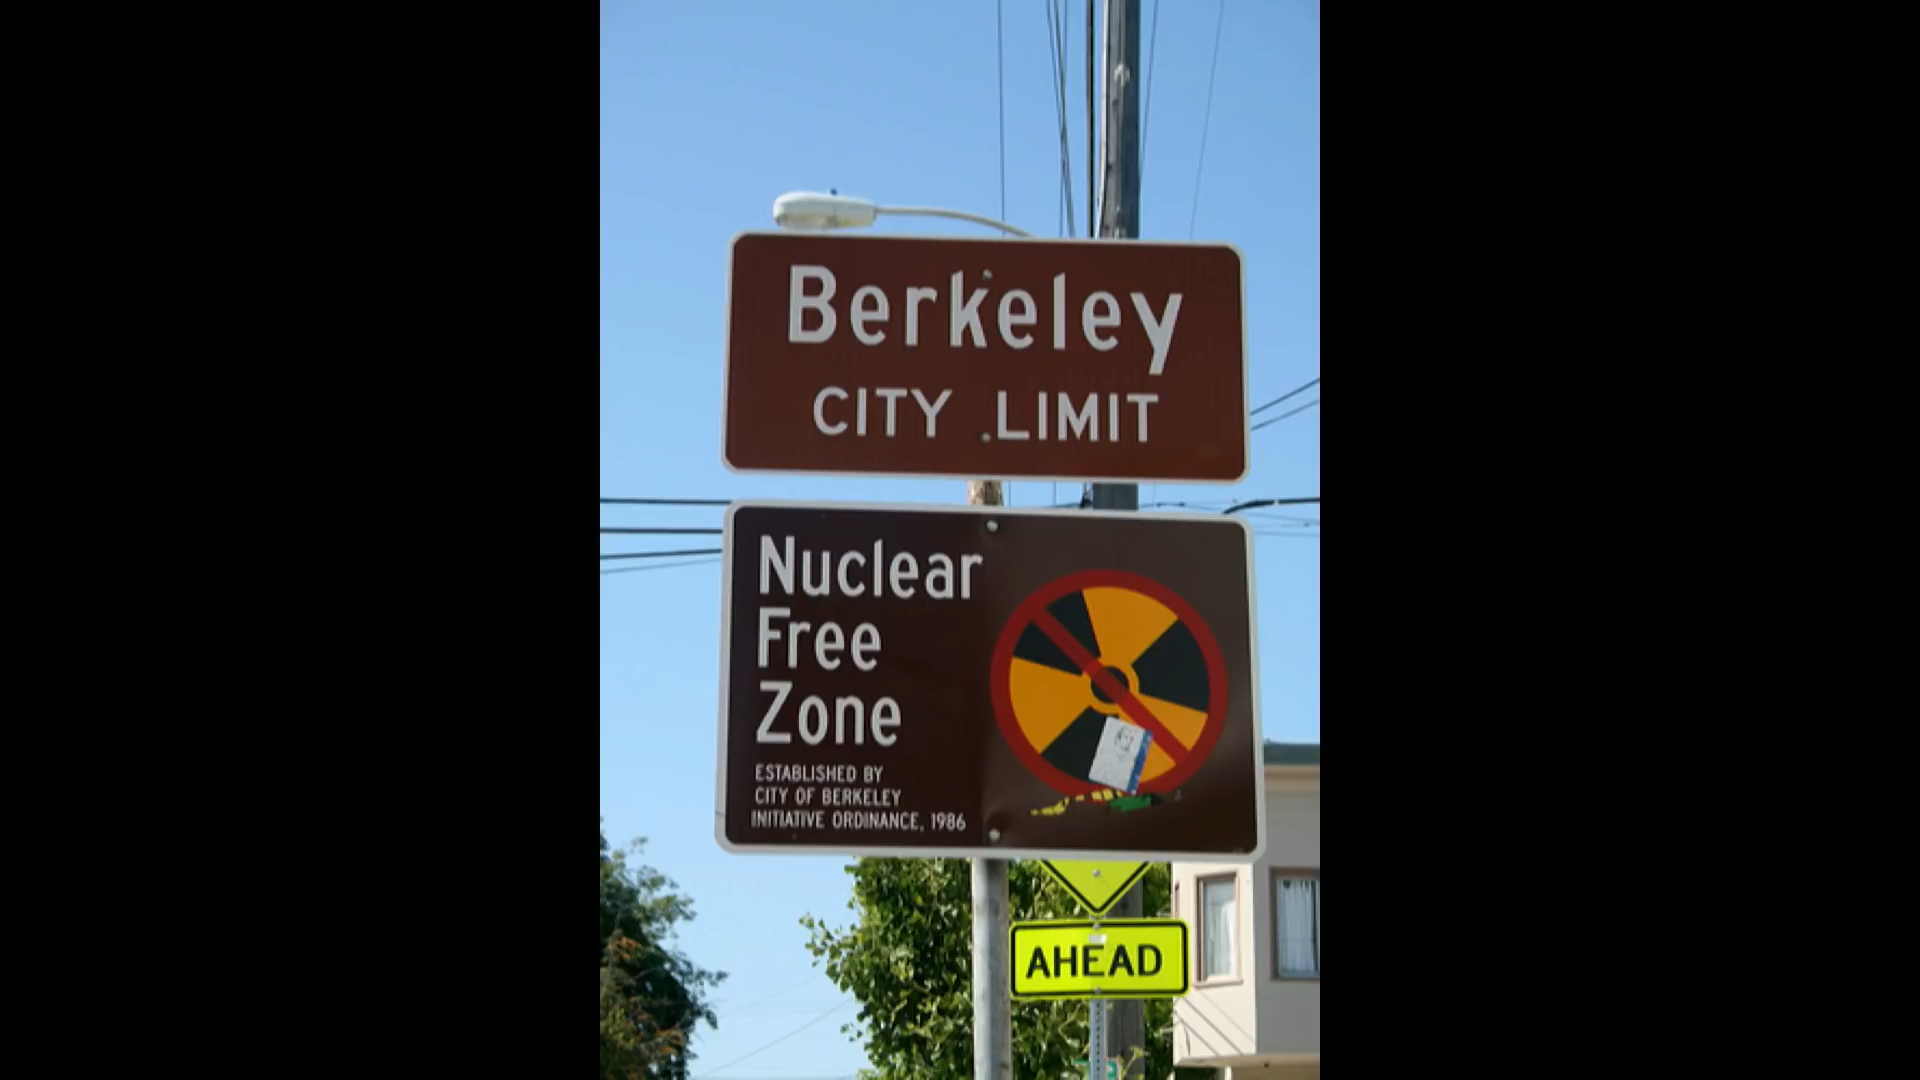 Berkeley
CITY LIMIT
Nuclear
Free
Zone
ESTABLISHED BY
CITY OF BERKELEY
INITIATIVE ORDINANCE, 1986
AHEAD